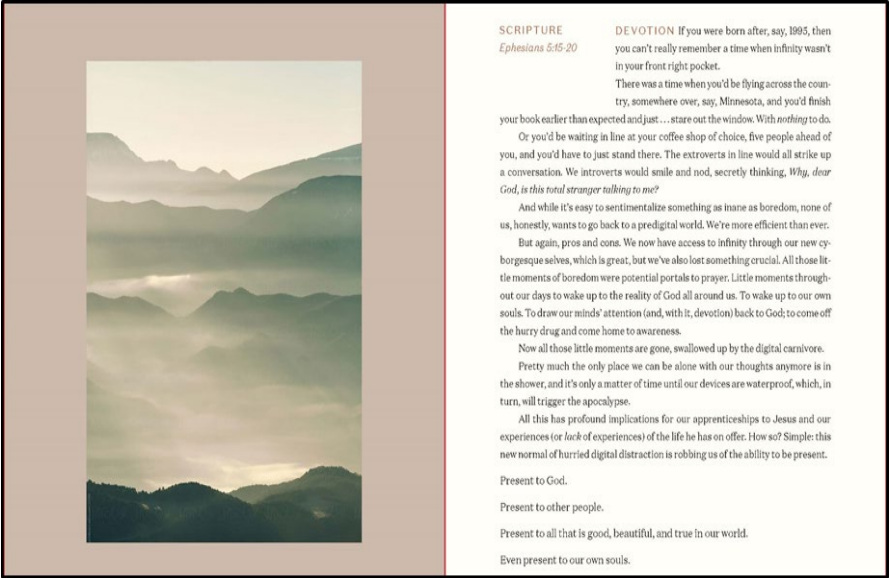 SCRIPTURE
Ephesians 5:15-20
DEVOTION If you were born after, say, 1995, then
you can't really remember a time when infinity wasn't
in your front right pocket.
There was a time when you'd be flying across the coun-
try, somewhere over, say, Minnesota, and you'd finish
your book earlier than expected and just . . . stare out the window. With nothing to do.
Or you'd be waiting in line at your coffee shop of choice, five people ahead of
you, and you'd have to just stand there. The extroverts in line would all strike up
a conversation. We introverts would smile and nod, secretly thinking, Why, dear
God, is this total stranger talking to me?
And while it's easy to sentimentalize something as inane as boredom, none of
us, honestly, wants to go back to a predigital world. We're more efficient than ever.
But again, pros and cons. We now have access to infinity through our new cy-
borgesque selves, which is great, but we've also lost something crucial. All those lit-
tle moments of boredom were potential portals to prayer. Little moments through-
out our days to wake up to the reality of God all around us. To wake up to our own
souls. To draw our minds' attention (and, with it, devotion) back to God; to come off
the hurry drug and come home to awareness.
Now all those little moments are gone, swallowed up by the digital carnivore.
Pretty much the only place we can be alone with our thoughts anymore is in
the shower, and it's only a matter of time until our devices are waterproof, which, in
turn, will trigger the apocalypse.
All this has profound implications for our apprenticeships to Jesus and our
experiences (or lack of experiences) of the life he has on offer. How so? Simple: this
new normal of hurried digital distraction is robbing us of the ability to be present.
Present to God.
Present to other people.
Present to all that is good, beautiful, and true in our world.
Even present to our own souls.